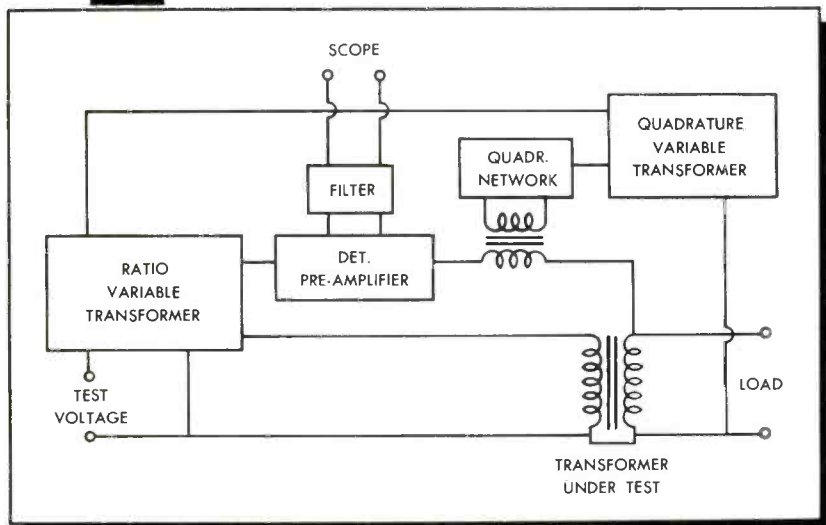 SCOPE
QUADRATURE
VARIABLE
TRANSFORMER
QUADR.
NETWORK
FILTER
DET.
PRE-AMPLIFIER
RATIO
VARIABLE
TRANSFORMER
TEST
VOLTAGE
LOAD
TRANSFORMER
UNDER TEST